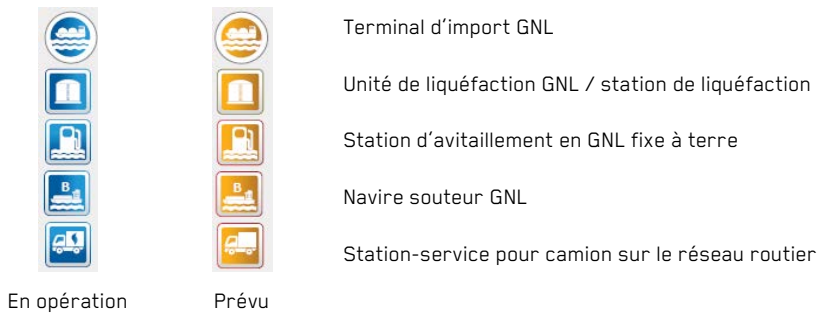 Terminal d'import GNL
Unité de liquéfaction GNL / station de liquéfaction
Station d'avitaillement en GNL fixe à terre
B B
Navire souteur GNL
Station-service pour camion sur le réseau routier
En opération Prévu